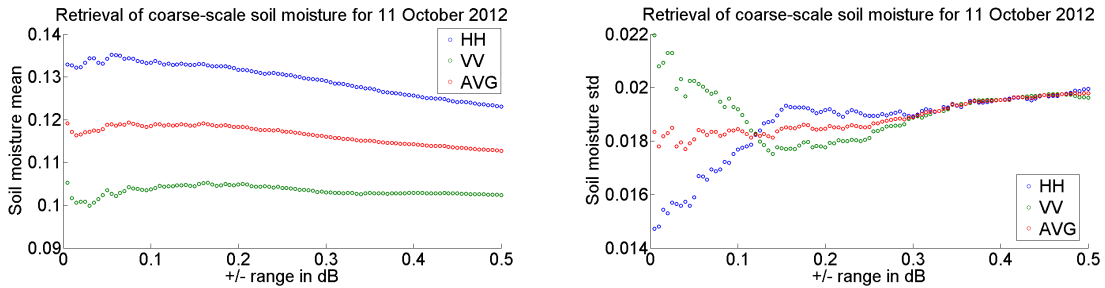 Retrieval of coarse-scale soil moisture for 11 October 2012
Soil moisture mean
0.14
0.13
0.12
0.11
0.1
0.09
0
0.1
0.2
0.3
0.4
0.5
+/- range in dB
HH
VV
AVG
Retrieval of coarse-scale soil moisture for 11 October 2012
Soil moisture std
0.022
0.02
0.018
0.016
0.014
0
0.1
0.2
0.3
0.4
0.5
+/- range in dB
HH
VV
AVG